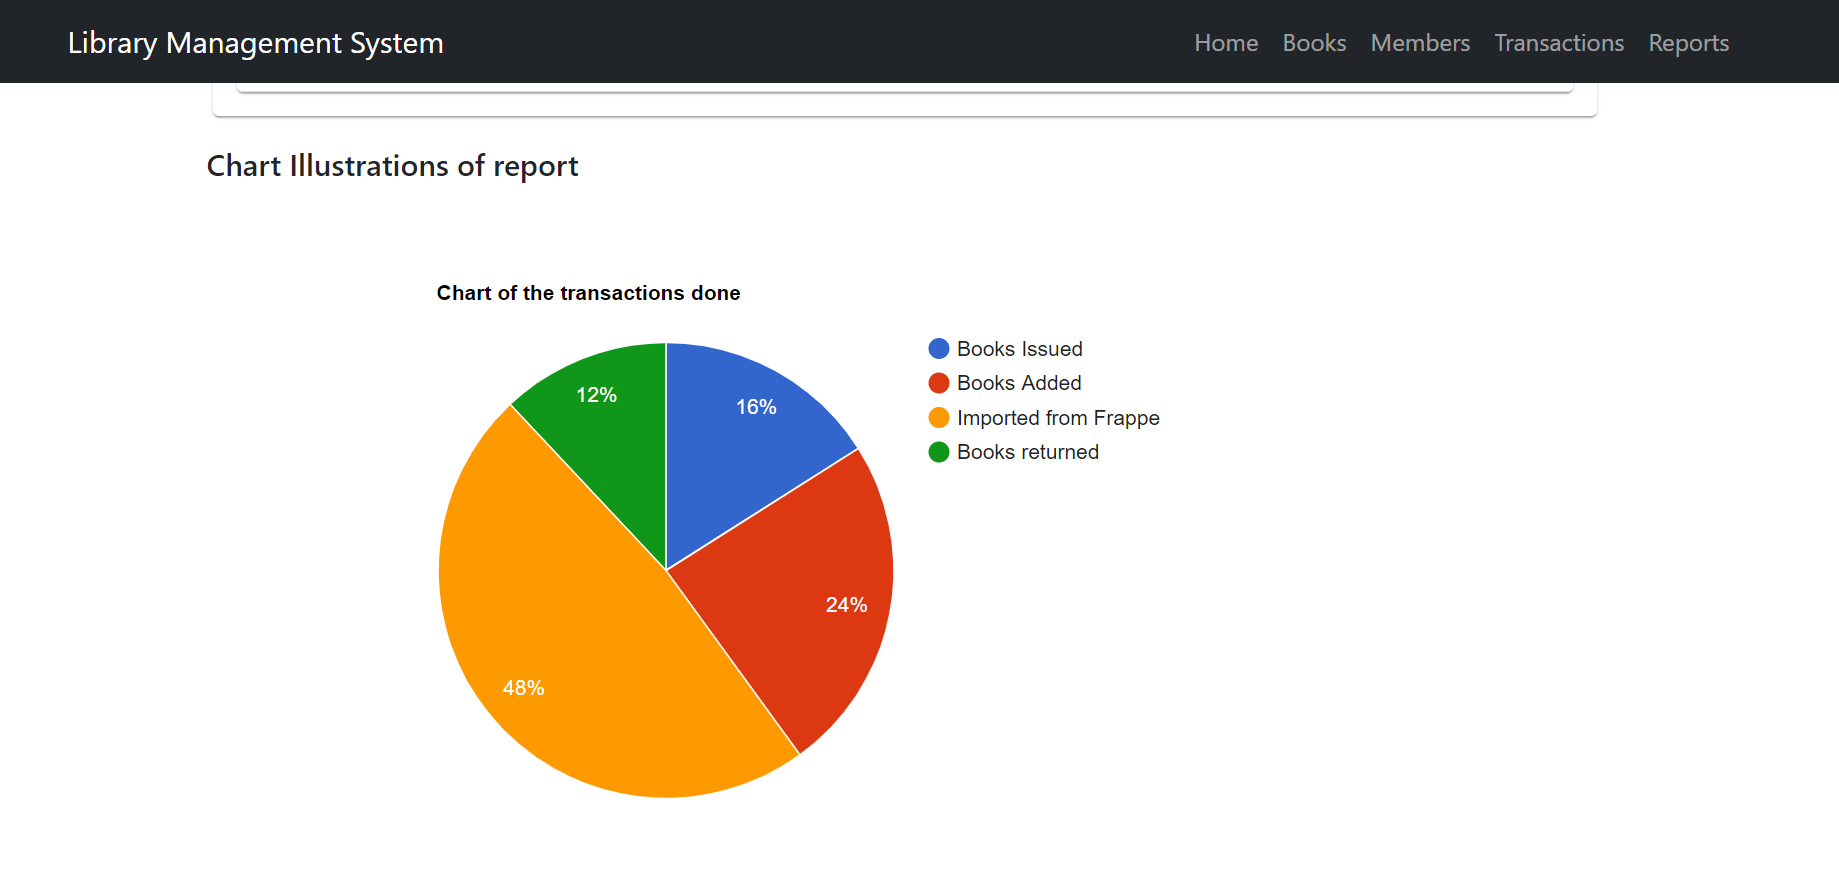 Library Management System
Home Books Members Transactions Reports
Chart Illustrations of report
Chart of the transactions done
Books Issued
Books Added
Imported from Frappe
Books returned
12%
16%
24%
48%